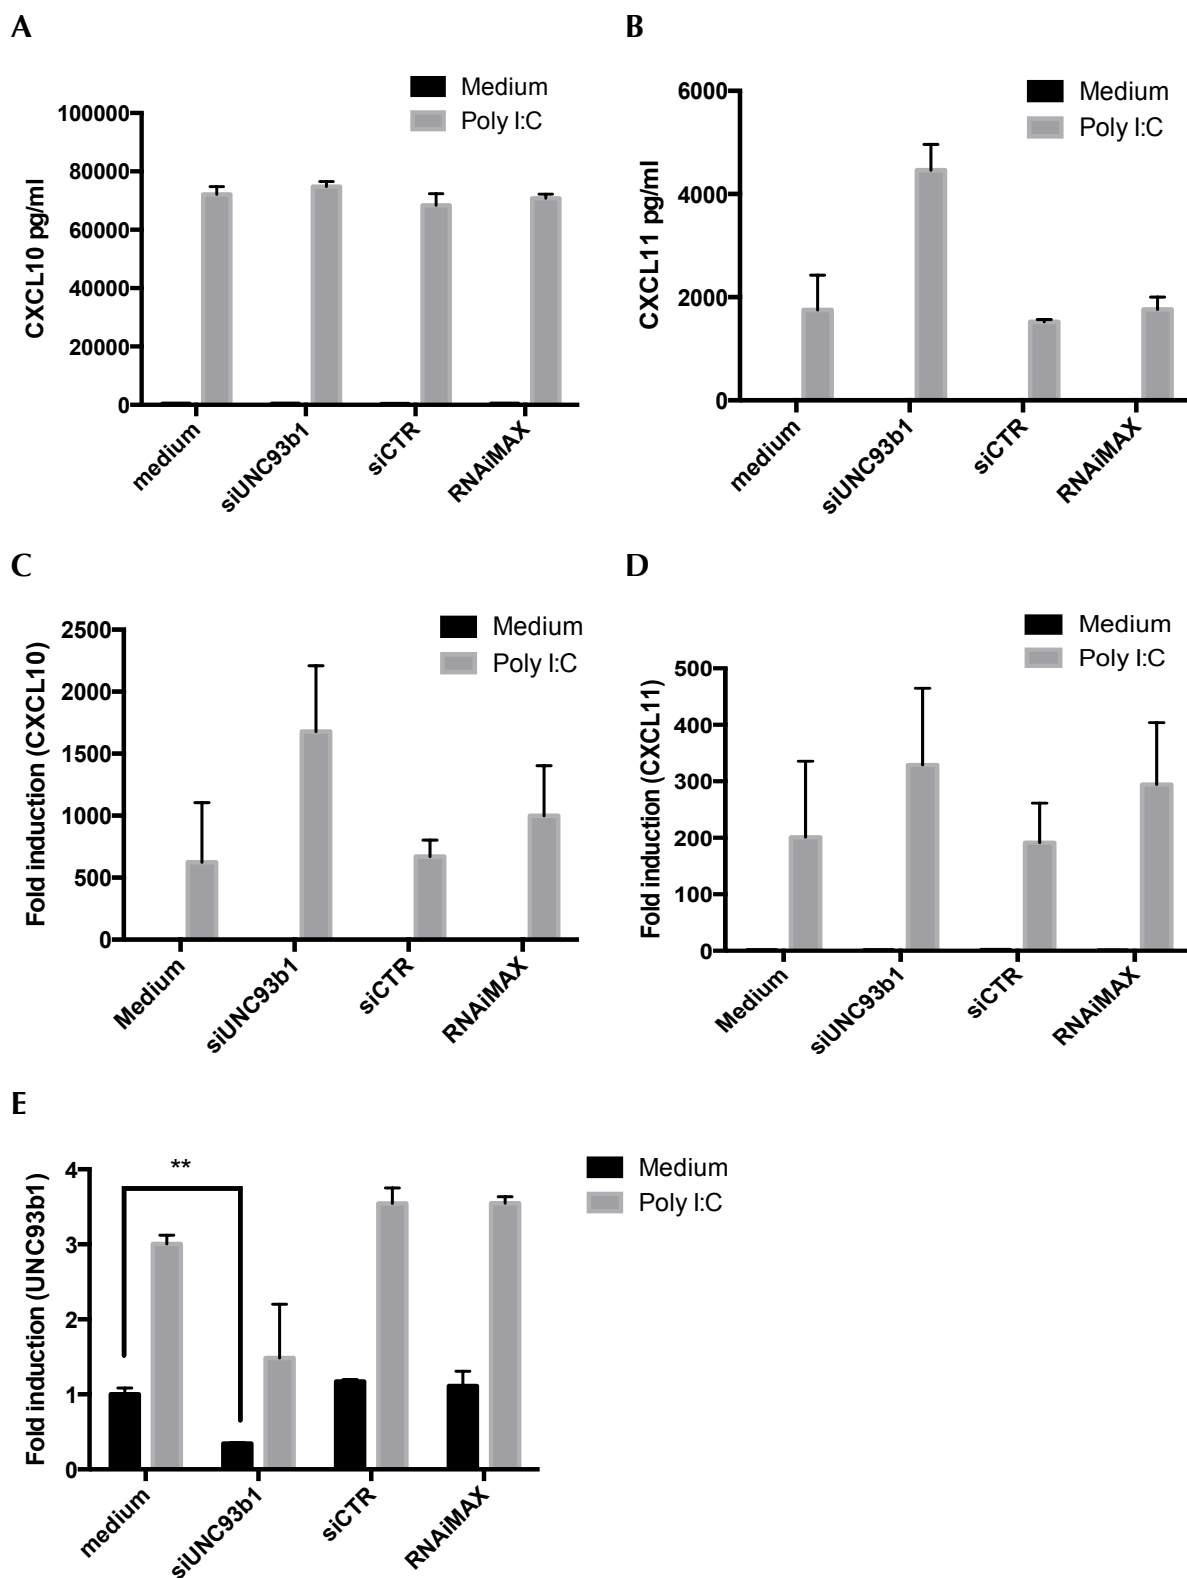 A
Medium
Poly I:C
CXCL10 pg/ml
100000
80000
60000
40000
20000
0
medium
siUNC93b1
siCTR
RNAiMAX
B
Medium
Poly I:C
CXCL11 pg/ml
6000
4000
2000
0
medium
siUNC93b1
siCTR
RNAiMAX
C
Medium
Poly I:C
Fold induction (CXCL10)
2500
2000
1500
1000
500
0
Medium
siUNC93b1
siCTR
RNAiMAX
D
Medium
Poly I:C
Fold induction (CXCL11)
500
400
300
200
100
0
Medium
siUNC93b1
siCTR
RNAiMAX
E
Medium
Poly I:C
**
Fold induction (UNC93b1)
4
3
2
1
0
medium
siUNC93b1
siCTR
RNAiMAX